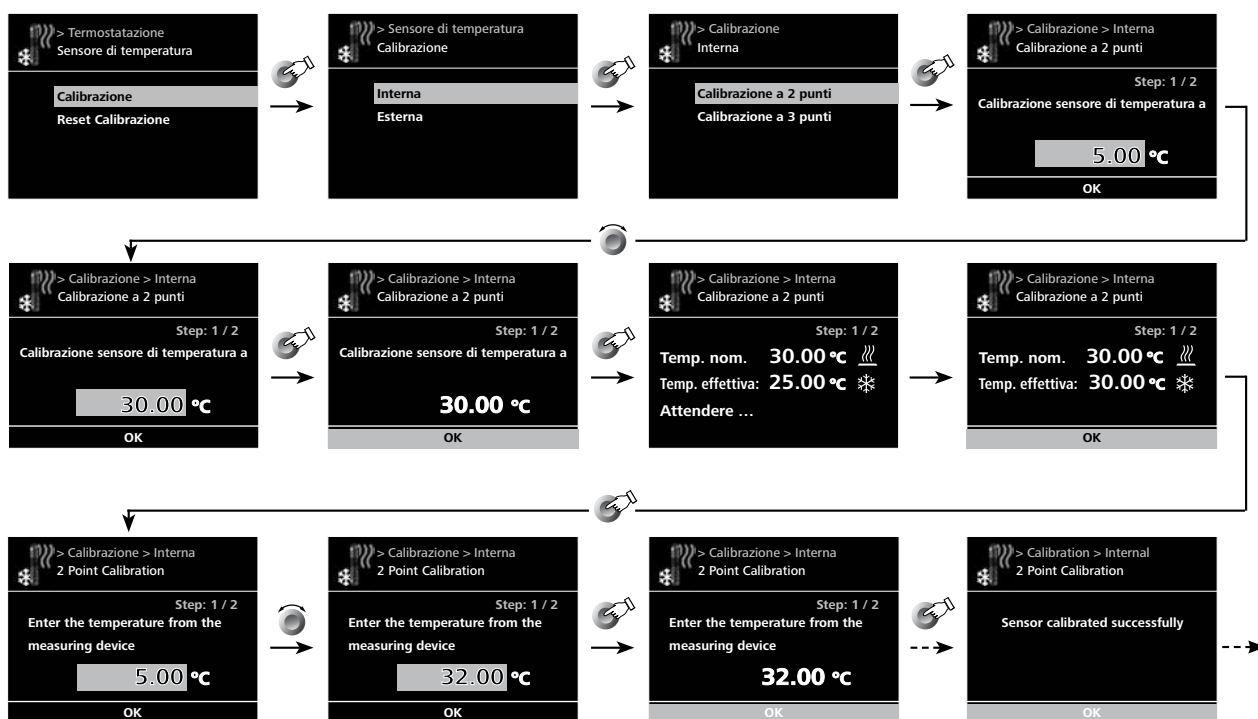 > Termostatazione
Sensore di temperatura
Calibrazione
Reset Calibrazione
> Sensore di temperatura
Calibrazione
Interna
Esterna
> Calibrazione
Interna
Calibrazione a 2 punti
Calibrazione a 3 punti
> Calibrazione > Interna
Calibrazione a 2 punti
Step: 1 / 2
Calibrazione sensore di temperatura a
5.00 °C
OK
> Calibrazione > Interna
Calibrazione a 2 punti
Step: 1 / 2
Calibrazione sensore di temperatura a
30.00 °C
OK
> Calibrazione > Interna
Calibrazione a 2 punti
Step: 1 / 2
Calibrazione sensore di temperatura a
30.00 °C
OK
> Calibrazione > Interna
Calibrazione a 2 punti
Step: 1 / 2
Temp. nom. 30.00 °C
Temp. effettiva: 25.00 °C
Attendere ...
> Calibrazione > Interna
Calibrazione a 2 punti
Step: 1 / 2
Temp. nom. 30.00 °C
Temp. effettiva: 30.00 °C
OK
> Calibrazione > Interna
2 Point Calibration
Step: 1 / 2
Enter the temperature from the
measuring device
5.00 °C
OK
> Calibrazione > Interna
2 Point Calibration
Step: 1 / 2
Enter the temperature from the
measuring device
32.00 °C
OK
> Calibrazione > Interna
2 Point Calibration
Step: 1 / 2
Enter the temperature from the
measuring device
32.00 °C
OK
> Calibration > Internal
2 Point Calibration
Sensor calibrated successfully
OK